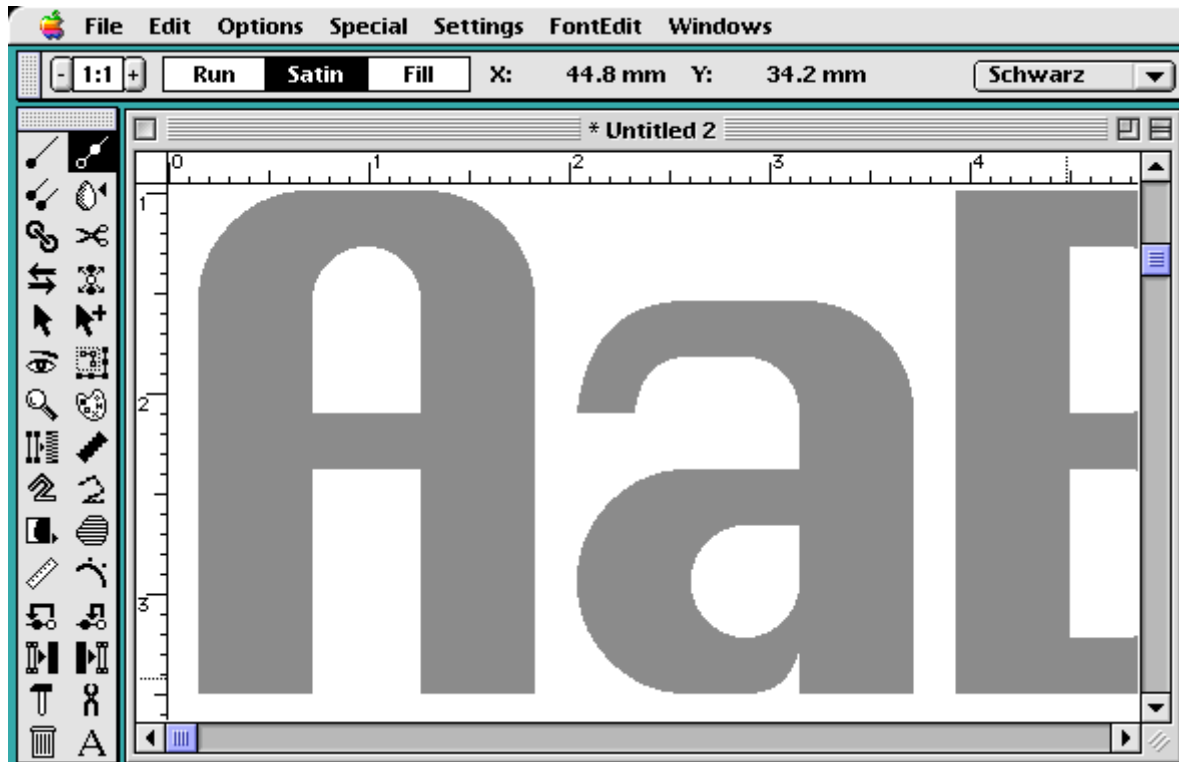 File Edit Options Special Settings FontEdit Windows
- 1:1 + Run Satin Fill X: 44.8 mm Y: 34.2 mm Schwarz
* Untitled 2
0 1 2 3 4
1
2
3
AaE
A